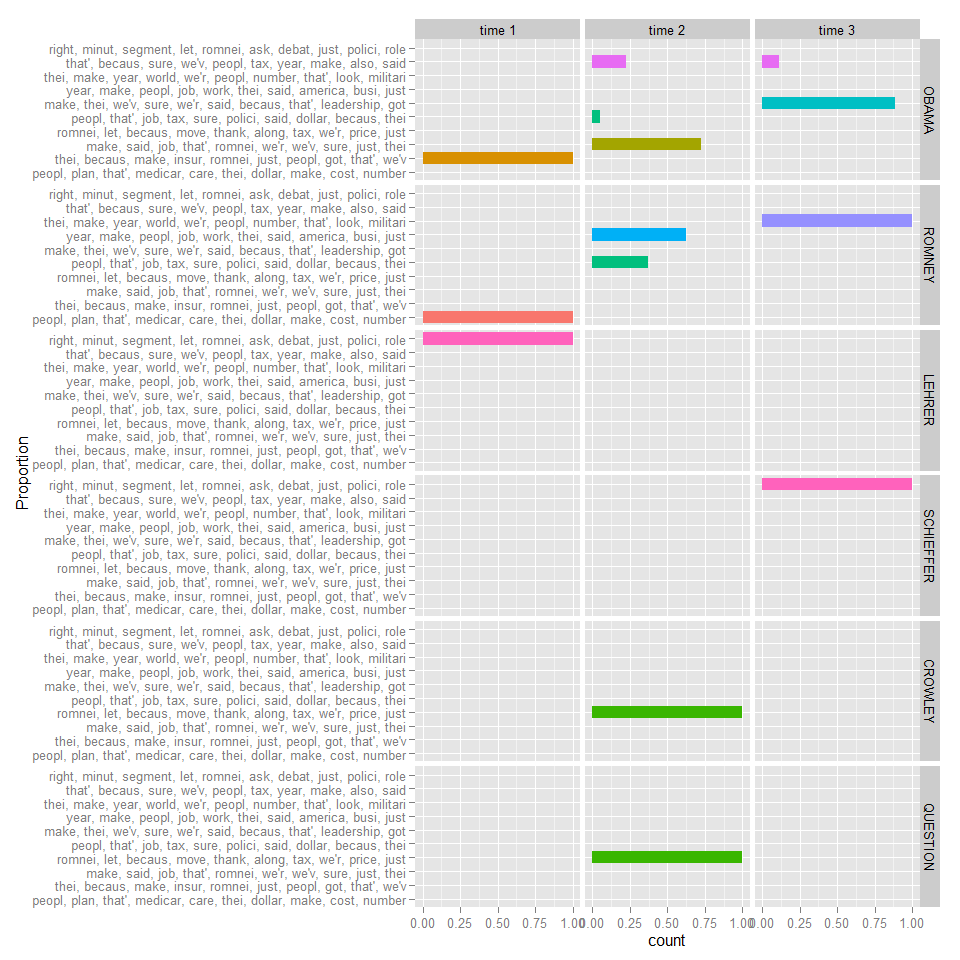 time 1 time 2 time 3
right, minut, segment, let, romnei, ask, debat, just, polici, role
that', becaus, sure, we'v, peopl, tax, year, make, also, said
thei, make, year, world, we'r, peopl, number, that', look, militari
year, make, peopl, job, work, thei, said, america, busi, just
make, thei, we'v, sure, we'r, said, becaus, that', leadership, got
peopl, that', job, tax, sure, polici, said, dollar, becaus, thei
romnei, let, becaus, move, thank, along, tax, we'r, price, just
make, said, job, that', romnei, we'r, we'v, sure, just, thei
thei, becaus, make, insur, romnei, just, peopl, got, that', we'v
peopl, plan, that', medicar, care, thei, dollar, make, cost, number
OBAMA
right, minut, segment, let, romnei, ask, debat, just, polici, role
that', becaus, sure, we'v, peopl, tax, year, make, also, said
thei, make, year, world, we'r, peopl, number, that', look, militari
year, make, peopl, job, work, thei, said, america, busi, just
make, thei, we'v, sure, we'r, said, becaus, that', leadership, got
peopl, that', job, tax, sure, polici, said, dollar, becaus, thei
romnei, let, becaus, move, thank, along, tax, we'r, price, just
make, said, job, that', romnei, we'r, we'v, sure, just, thei
thei, becaus, make, insur, romnei, just, peopl, got, that', we'v
peopl, plan, that', medicar, care, thei, dollar, make, cost, number
ROMNEY
right, minut, segment, let, romnei, ask, debat, just, polici, role
that', becaus, sure, we'v, peopl, tax, year, make, also, said
thei, make, year, world, we'r, peopl, number, that', look, militari
year, make, peopl, job, work, thei, said, america, busi, just
make, thei, we'v, sure, we'r, said, becaus, that', leadership, got
peopl, that', job, tax, sure, polici, said, dollar, becaus, thei
romnei, let, becaus, move, thank, along, tax, we'r, price, just
make, said, job, that', romnei, we'r, we'v, sure, just, thei
thei, becaus, make, insur, romnei, just, peopl, got, that', we'v
peopl, plan, that', medicar, care, thei, dollar, make, cost, number
LEHRER
Proportion
right, minut, segment, let, romnei, ask, debat, just, polici, role
that', becaus, sure, we'v, peopl, tax, year, make, also, said
thei, make, year, world, we'r, peopl, number, that', look, militari
year, make, peopl, job, work, thei, said, america, busi, just
make, thei, we'v, sure, we'r, said, becaus, that', leadership, got
peopl, that', job, tax, sure, polici, said, dollar, becaus, thei
romnei, let, becaus, move, thank, along, tax, we'r, price, just
make, said, job, that', romnei, we'r, we'v, sure, just, thei
thei, becaus, make, insur, romnei, just, peopl, got, that', we'v
peopl, plan, that', medicar, care, thei, dollar, make, cost, number
SCHIEFFER
right, minut, segment, let, romnei, ask, debat, just, polici, role
that', becaus, sure, we'v, peopl, tax, year, make, also, said
thei, make, year, world, we'r, peopl, number, that', look, militari
year, make, peopl, job, work, thei, said, america, busi, just
make, thei, we'v, sure, we'r, said, becaus, that', leadership, got
peopl, that', job, tax, sure, polici, said, dollar, becaus, thei
romnei, let, becaus, move, thank, along, tax, we'r, price, just
make, said, job, that', romnei, we'r, we'v, sure, just, thei
thei, becaus, make, insur, romnei, just, peopl, got, that', we'v
peopl, plan, that', medicar, care, thei, dollar, make, cost, number
CROWLEY
right, minut, segment, let, romnei, ask, debat, just, polici, role
that', becaus, sure, we'v, peopl, tax, year, make, also, said
thei, make, year, world, we'r, peopl, number, that', look, militari
year, make, peopl, job, work, thei, said, america, busi, just
make, thei, we'v, sure, we'r, said, becaus, that', leadership, got
peopl, that', job, tax, sure, polici, said, dollar, becaus, thei
romnei, let, becaus, move, thank, along, tax, we'r, price, just
make, said, job, that', romnei, we'r, we'v, sure, just, thei
thei, becaus, make, insur, romnei, just, peopl, got, that', we'v
peopl, plan, that', medicar, care, thei, dollar, make, cost, number
QUESTION
0.00 0.25 0.50 0.75 1.00 0.00 0.25 0.50 0.75 1.00 0.00 0.25 0.50 0.75 1.00
count